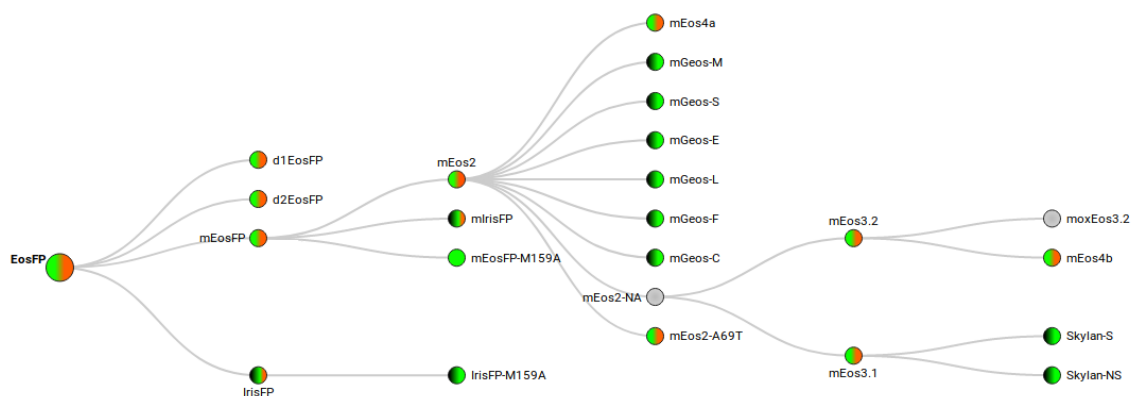 mEos4a
mGeos-M
mGeos-S
mGeos-E
d1EosFP
mEos2
mGeos-L
d2EosFP
mIrisFP
mGeos-F
mEos3.2
moxEos3.2
mEosFP
EosFP
mEosFP-M159A
mGeos-C
mEos4b
mEos2-NA
mEos2-A69T
Skylan-S
mEos3.1
IrisFP
IrisFP-M159A
Skylan-NS